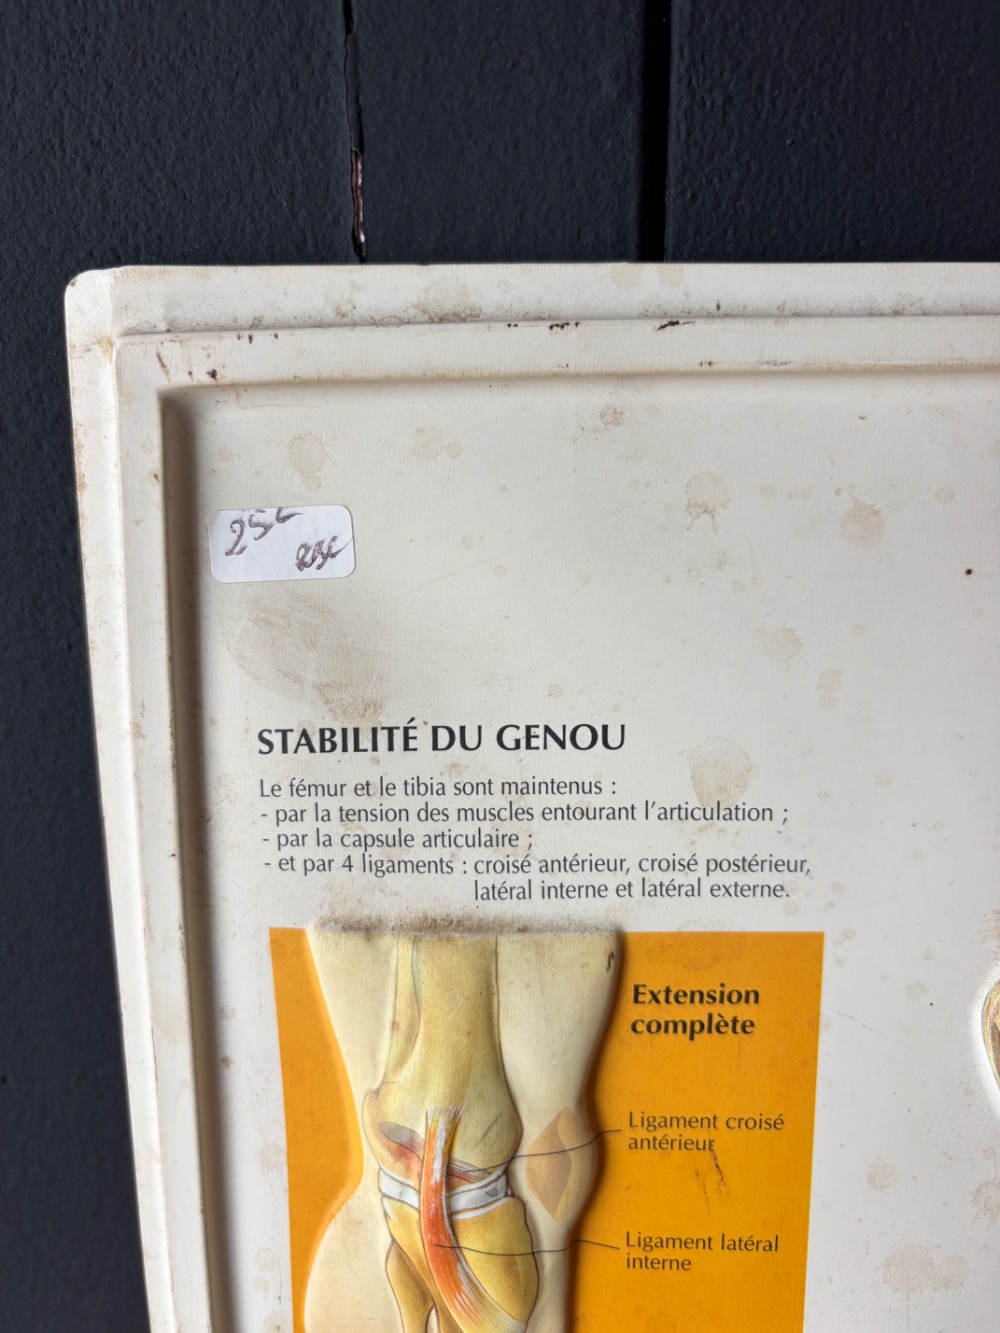 25€
STABILITÉ DU GENOU
Le fémur et le tibia sont maintenus :
- par la tension des muscles entourant l'articulation ;
- par la capsule articulaire ;
- et par 4 ligaments : croisé antérieur, croisé postérieur,
latéral interne et latéral externe.
Extension
complète
Ligament croisé
antérieur
Ligament latéral
interne